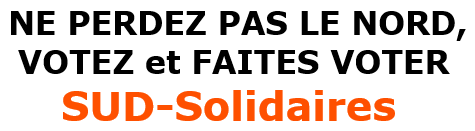 NE PERDEZ PAS LE NORD,
VOTEZ et FAITES VOTER
SUD-Solidaires